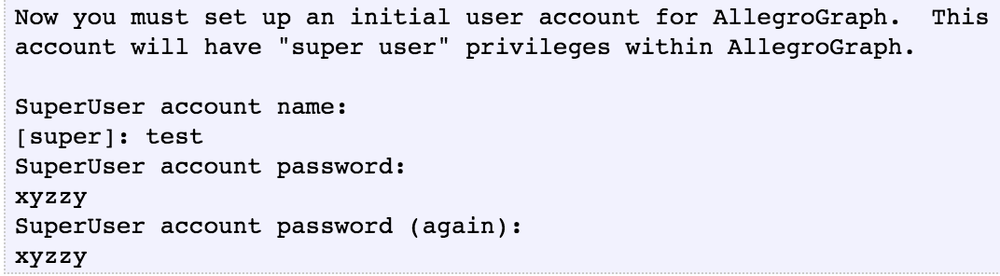 Now you must set up an initial user account for AllegroGraph.  This
account will have "super user" privileges within AllegroGraph.

SuperUser account name:
[super]: test
SuperUser account password:
xyzzy
SuperUser account password (again):
xyzzy